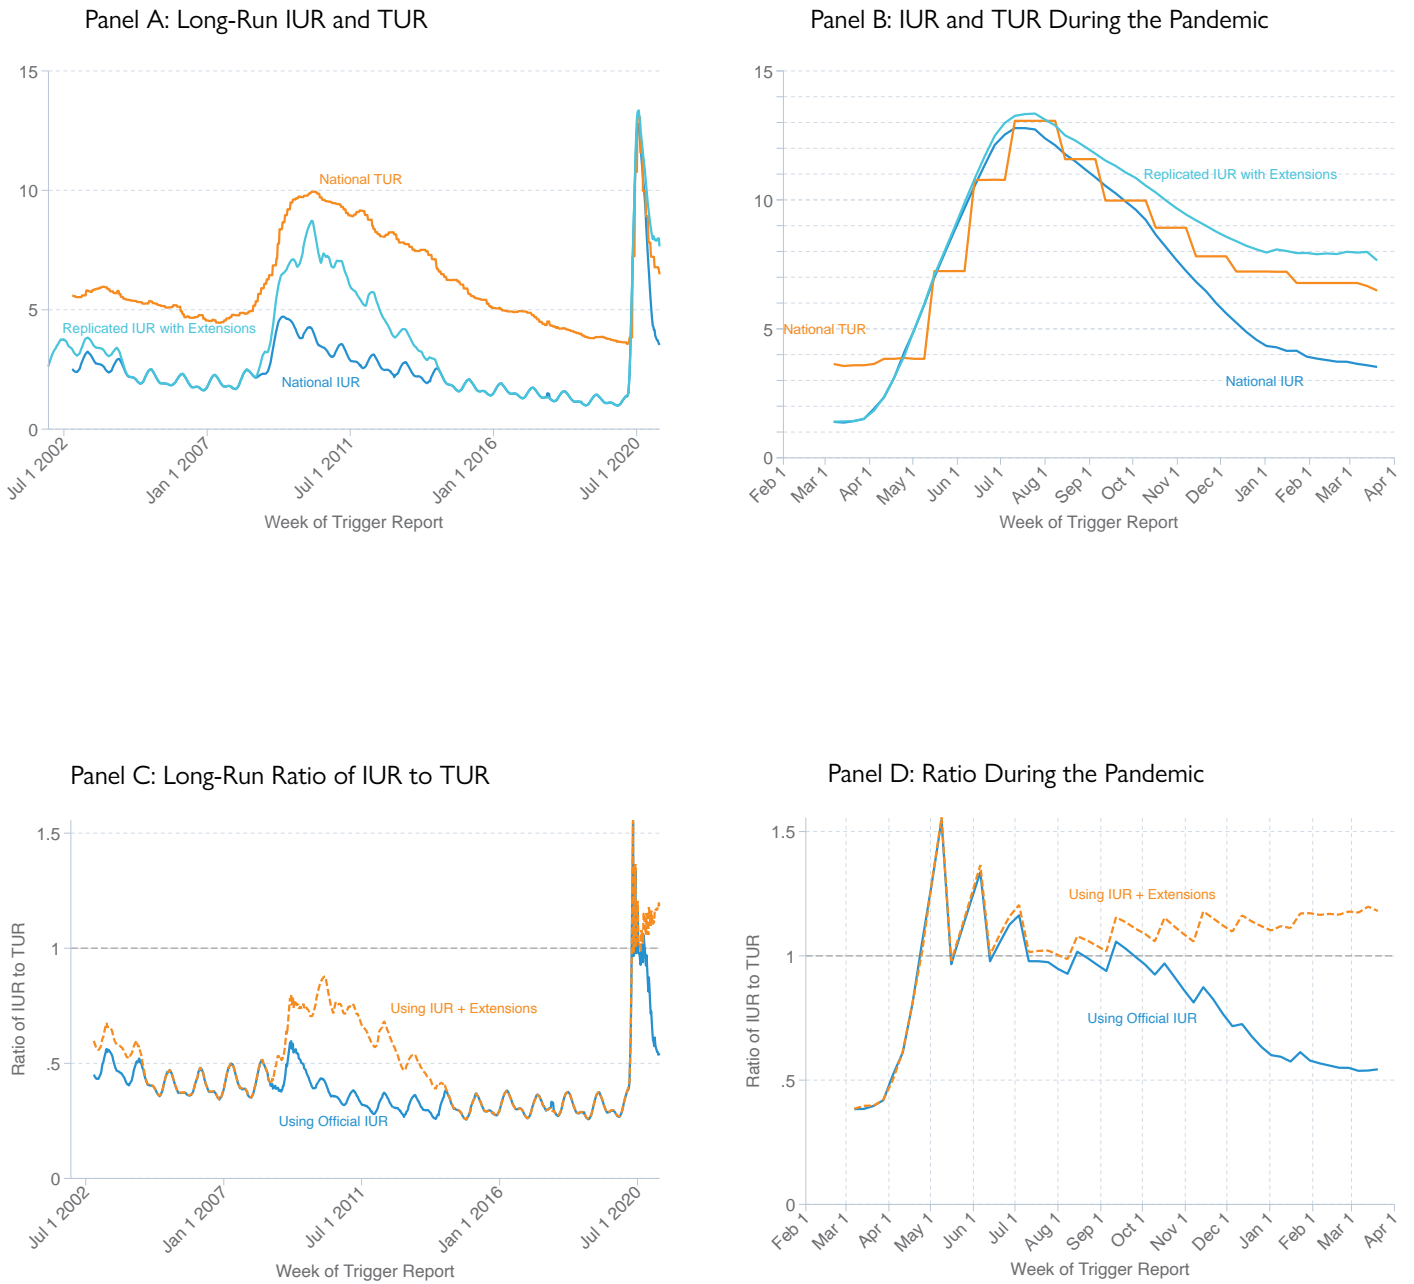 Panel A: Long-Run IUR and TUR
15
10
5
0
National TUR
Replicated IUR with Extensions
National IUR
Jul 1 2002
Jan 1 2007
Jul 1 2011
Jan 1 2016
Jul 1 2020
Week of Trigger Report
Panel B: IUR and TUR During the Pandemic
15
10
5
0
Replicated IUR with Extensions
National TUR
National IUR
Feb 1
Mar 1
Apr 1
May 1
Jun 1
Jul 1
Aug 1
Sep 1
Oct 1
Nov 1
Dec 1
Jan 1
Feb 1
Mar 1
Apr 1
Week of Trigger Report
Panel C: Long-Run Ratio of IUR to TUR
Ratio of IUR to TUR
1.5
1
.5
0
Using IUR + Extensions
Using Official IUR
Jul 1 2002
Jan 1 2007
Jul 1 2011
Jan 1 2016
Jul 1 2020
Week of Trigger Report
Panel D: Ratio During the Pandemic
Ratio of IUR to TUR
1.5
1
.5
0
Using IUR + Extensions
Using Official IUR
Feb 1
Mar 1
Apr 1
May 1
Jun 1
Jul 1
Aug 1
Sep 1
Oct 1
Nov 1
Dec 1
Jan 1
Feb 1
Mar 1
Apr 1
Week of Trigger Report